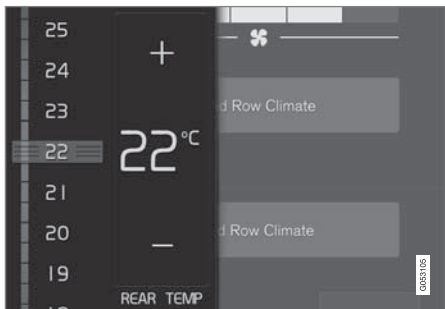 25
24
23
22
21
20
19
+
22°C
–
REAR TEMP
d Row Climate
d Row Climate
G053105